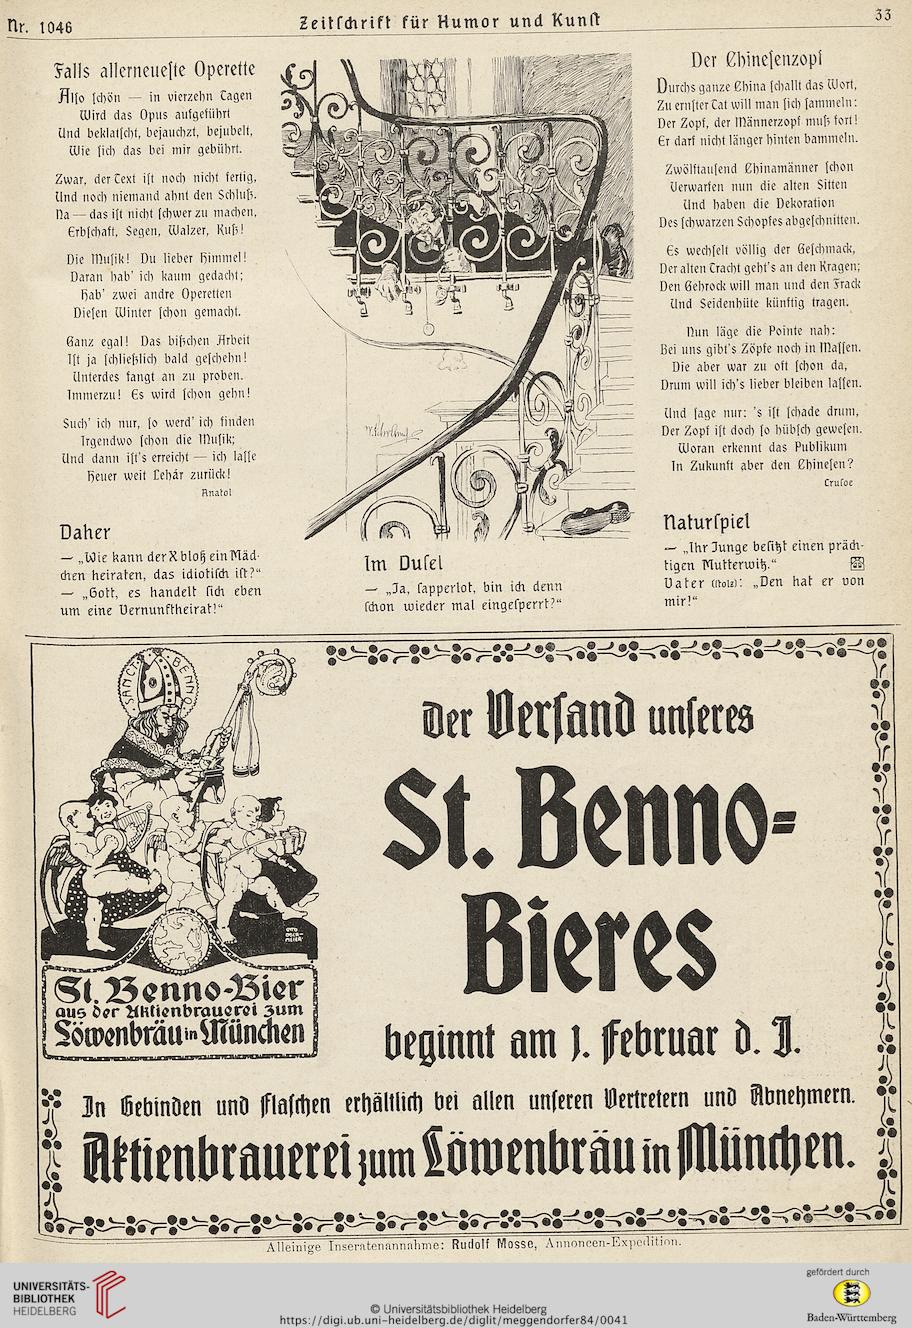 Nr. 1046
Zeitschrift für Humor und Kunst
33
Falls allerneueste Operette
Also schön — in vierzehn Tagen
Wird das Opus aufgeführt
Und beklatscht, bejauchzt, bejubelt,
Wie sich das bei mir gebührt.
Zwar, der Text ist noch nicht fertig,
Und noch niemand ahnt den Schluß.
Na — das ist nicht schwer zu machen,
Erbschaft, Segen, Walzer, Kuß!
Die Musik! Du lieber Himmel!
Daran hab' ich kaum gedacht;
Hab' zwei andre Operetten
Diesen Winter schon gemacht.
Ganz egal! Das bißchen Arbeit
Ist ja schließlich bald geschehn!
Unterdes fangt an zu proben.
Immerzu! Es wird schon gehn!
Such' ich nur, so werd' ich finden
Irgendwo schon die Musik;
Und dann ist's erreicht — ich lasse
Heuer weit Lehár zurück!
Anatol
Daher
— „Wie kann der X bloß ein Mäd-
chen heiraten, das idiotisch ist?“
— „Gott, es handelt sich eben
um eine Vernunftheirat!“
Im Dusel
— „Ja, sapperlot, bin ich denn
schon wieder mal eingesperrt?“
Der Chinesenzopf
Durchs ganze China schallt das Wort,
Zu ernster Tat will man sich sammeln:
Der Zopf, der Männerzopf muß fort!
Er darf nicht länger hinten bammeln.
Zwölftausend Chinamänner schon
Verwarfen nun die alten Sitten
Und haben die Dekoration
Des schwarzen Schopfes abgeschnitten.
Es wechselt völlig der Geschmack,
Der alten Tracht geht's an den Kragen;
Den Gehrock will man und den Frack
Und Seidenhüte künftig tragen.
Nun läge die Pointe nah:
Bei uns gibt's Zöpfe noch in Massen.
Die aber war zu oft schon da,
Drum will ich's lieber bleiben lassen.
Und sage nur: 's ist schade drum,
Der Zopf ist doch so hübsch gewesen.
Woran erkennt das Publikum
In Zukunft aber den Chinesen?
Crusoe
Naturspiel
— „Ihr Junge besitzt einen präch-
tigen Mutterwitz.“
Vater (stolz): „Den hat er von
mir!“
SANCT BENNO
OTTO
OBER-
MEIER
St. Benno-Bier
aus der Aktienbrauerei zum
Löwenbräu in München
Der Versand unseres
St. Benno-
Bieres
beginnt am 1. Februar d. J.
In Gebinden und Flaschen erhältlich bei allen unseren Vertretern und Abnehmern.
Aktienbrauerei zum Löwenbräu in München.
Alleinige Inseratenannahme: Rudolf Mosse, Annoncen-Expedition.
UNIVERSITÄTS-
BIBLIOTHEK
HEIDELBERG
© Universitätsbibliothek Heidelberg
https://digi.ub.uni-heidelberg.de/diglit/meggendorfer84/0041
gefördert durch
Baden-Württemberg